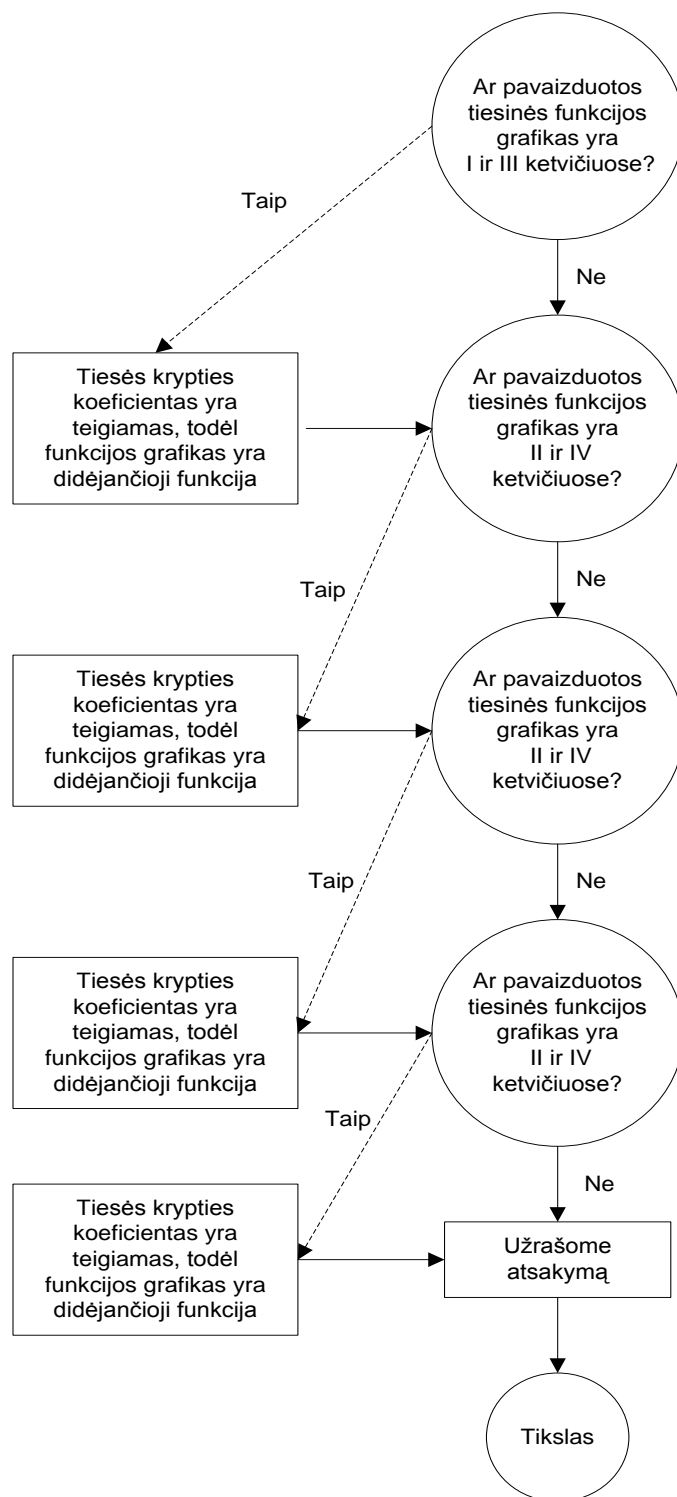 Ar pavaizduotos
tiesinės funkcijos
grafikas yra
I ir III ketvičiuose?
Taip
Ne
Tiesės krypties
koeficientas yra
teigiamas, todėl
funkcijos grafikas yra
didėjančioji funkcija
Ar pavaizduotos
tiesinės funkcijos
grafikas yra
II ir IV
ketvičiuose?
Taip
Ne
Tiesės krypties
koeficientas yra
teigiamas, todėl
funkcijos grafikas yra
didėjančioji funkcija
Ar pavaizduotos
tiesinės funkcijos
grafikas yra
II ir IV
ketvičiuose?
Taip
Ne
Tiesės krypties
koeficientas yra
teigiamas, todėl
funkcijos grafikas yra
didėjančioji funkcija
Ar pavaizduotos
tiesinės funkcijos
grafikas yra
II ir IV
ketvičiuose?
Taip
Ne
Tiesės krypties
koeficientas yra
teigiamas, todėl
funkcijos grafikas yra
didėjančioji funkcija
Užrašome
atsakymą
Tikslas